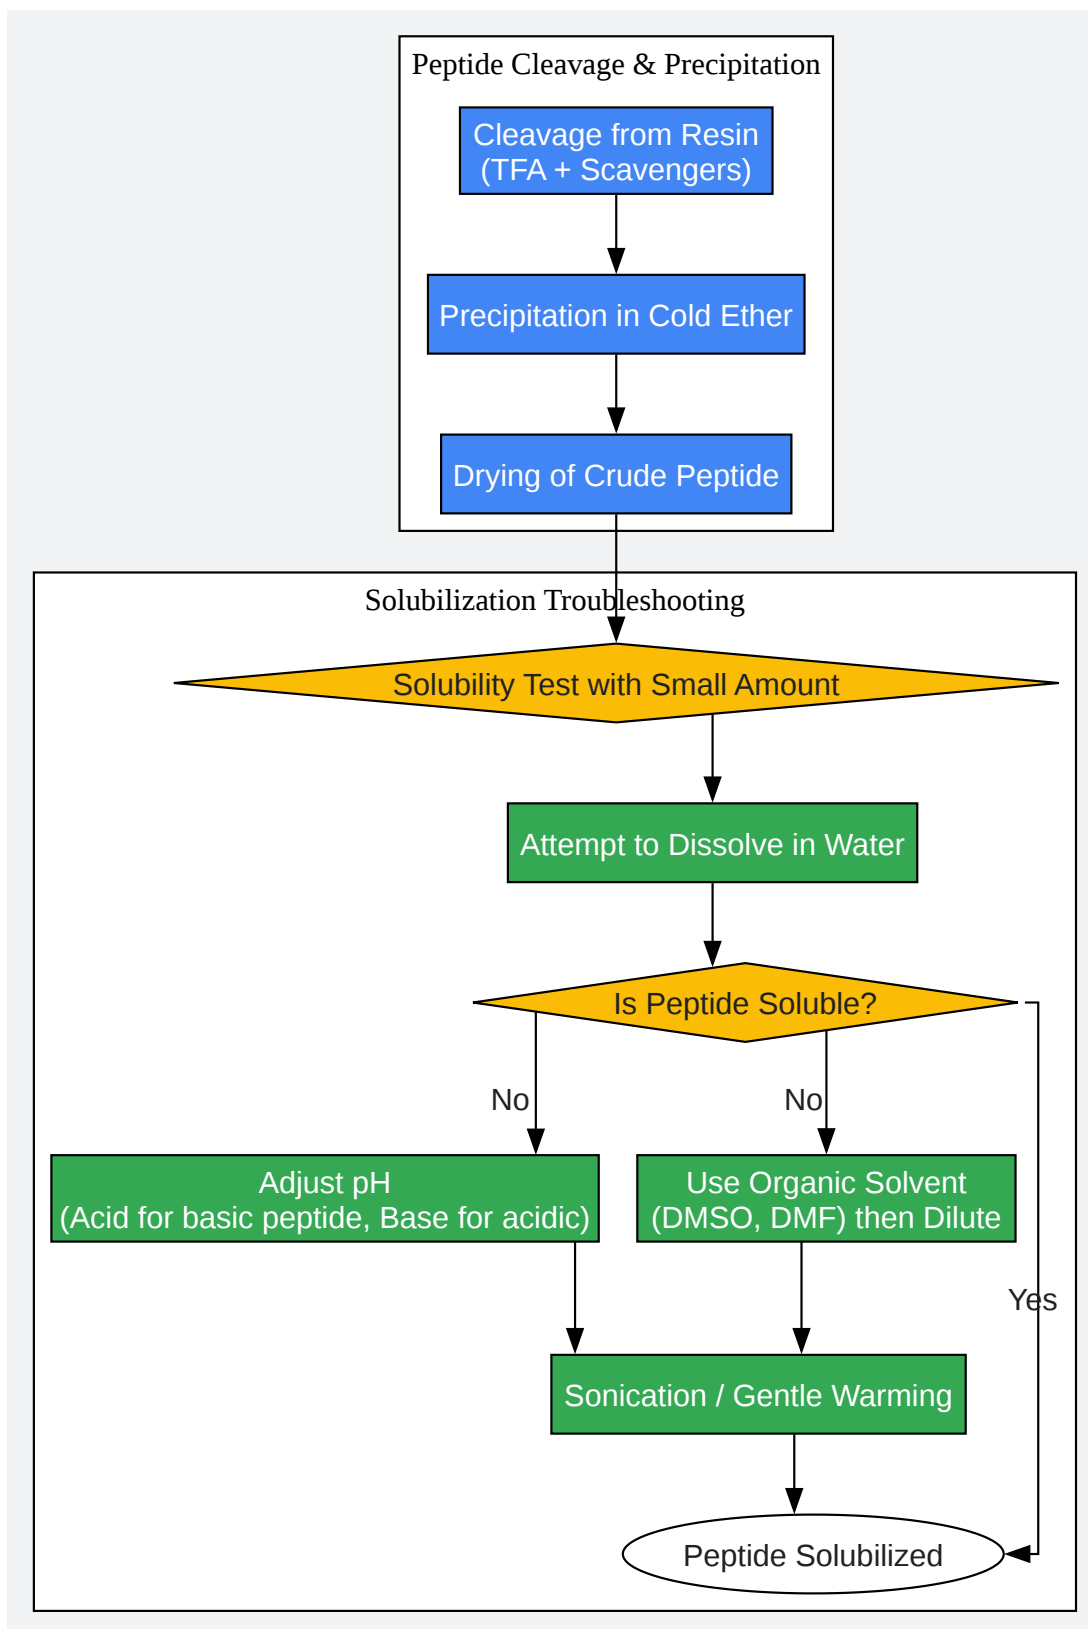 Peptide Cleavage & Precipitation
Cleavage from Resin
(TFA + Scavengers)
Precipitation in Cold Ether
Drying of Crude Peptide
Solubilization Troubleshooting
Solubility Test with Small Amount
Attempt to Dissolve in Water
Is Peptide Soluble?
No
No
Adjust pH
(Acid for basic peptide, Base for acidic)
Use Organic Solvent
(DMSO, DMF) then Dilute
Yes
Sonication / Gentle Warming
Peptide Solubilized